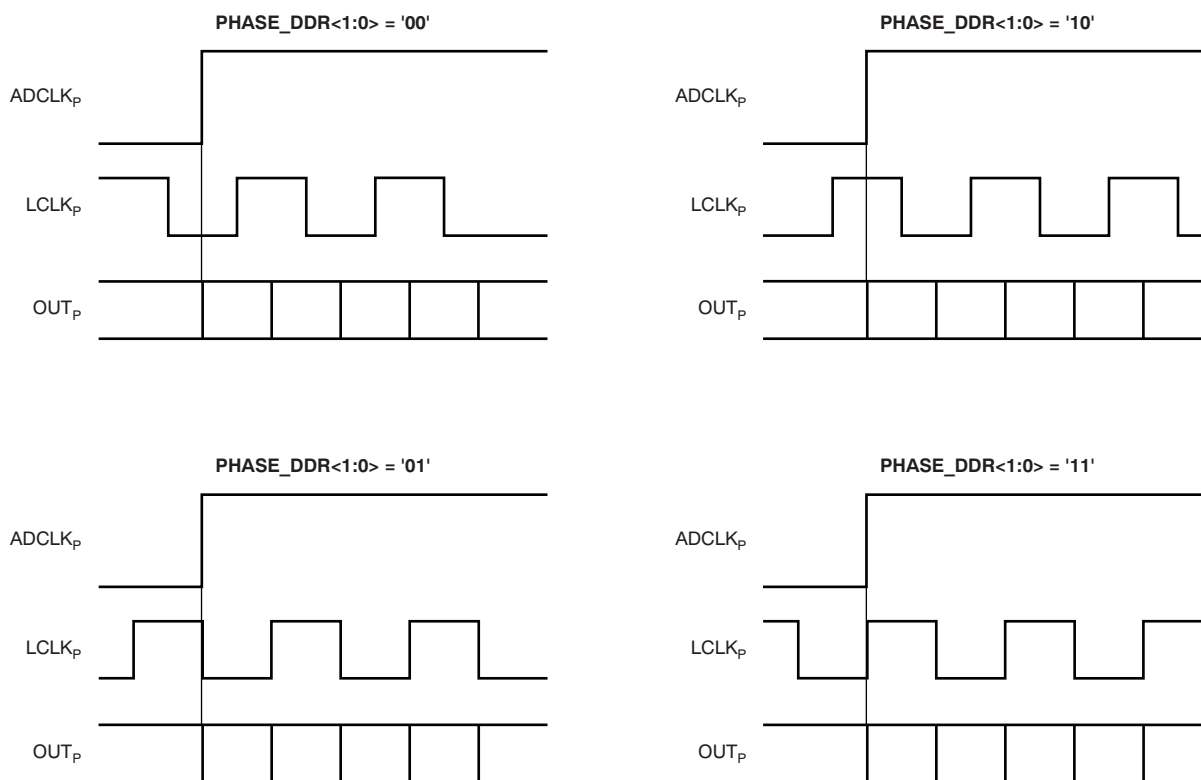 PHASE_DDR<1:0> = '00'
ADCLKP
LCLKP
OUTP
PHASE_DDR<1:0> = '10'
ADCLKP
LCLKP
OUTP
PHASE_DDR<1:0> = '01'
ADCLKP
LCLKP
OUTP
PHASE_DDR<1:0> = '11'
ADCLKP
LCLKP
OUTP